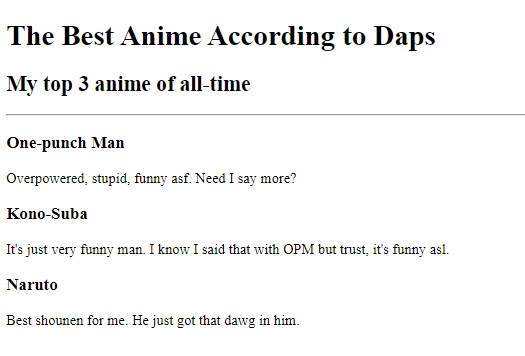 The Best Anime According to Daps
My top 3 anime of all-time
One-punch Man
Overpowered, stupid, funny asf. Need I say more?
Kono-Suba
It's just very funny man. I know I said that with OPM but trust, it's funny asl.
Naruto
Best shounen for me. He just got that dawg in him.